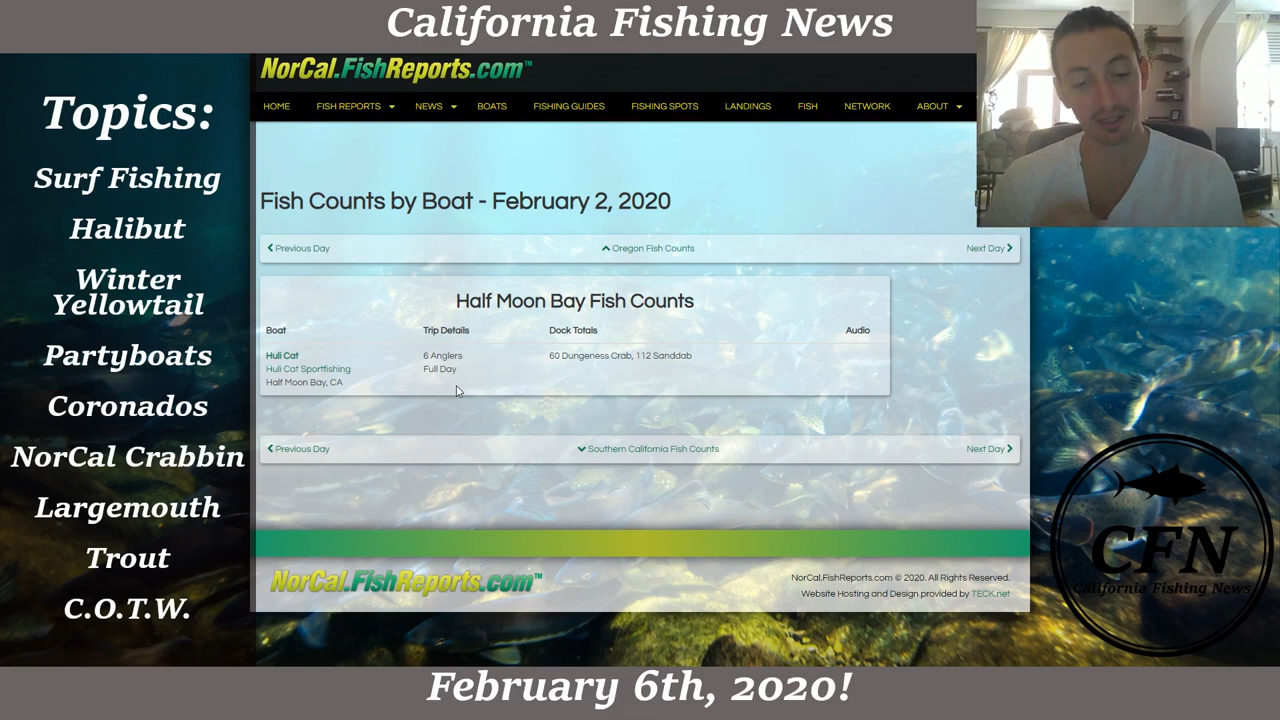 California Fishing News
Topics:
Surf Fishing
Halibut
Winter
Yellowtail
Partyboats
Coronados
NorCal Crabbin
Largemouth
Trout
C.O.T.W.
NorCal.FishReports.com™
HOME FISH REPORTS NEWS BOATS FISHING GUIDES FISHING SPOTS LANDINGS FISH NETWORK ABOUT
Fish Counts by Boat - February 2, 2020
Previous Day Oregon Fish Counts Next Day
Half Moon Bay Fish Counts
Boat Trip Details Dock Totals Audio
Huli Cat 6 Anglers 60 Dungeness Crab, 112 Sanddab
Huli Cat Sportfishing Full Day
Half Moon Bay, CA
Previous Day Southern California Fish Counts Next Day
NorCal.FishReports.com™
NorCal.FishReports.com © 2020. All Rights Reserved.
Website Hosting and Design provided by TECK.net
CFN
California Fishing News
February 6th, 2020!